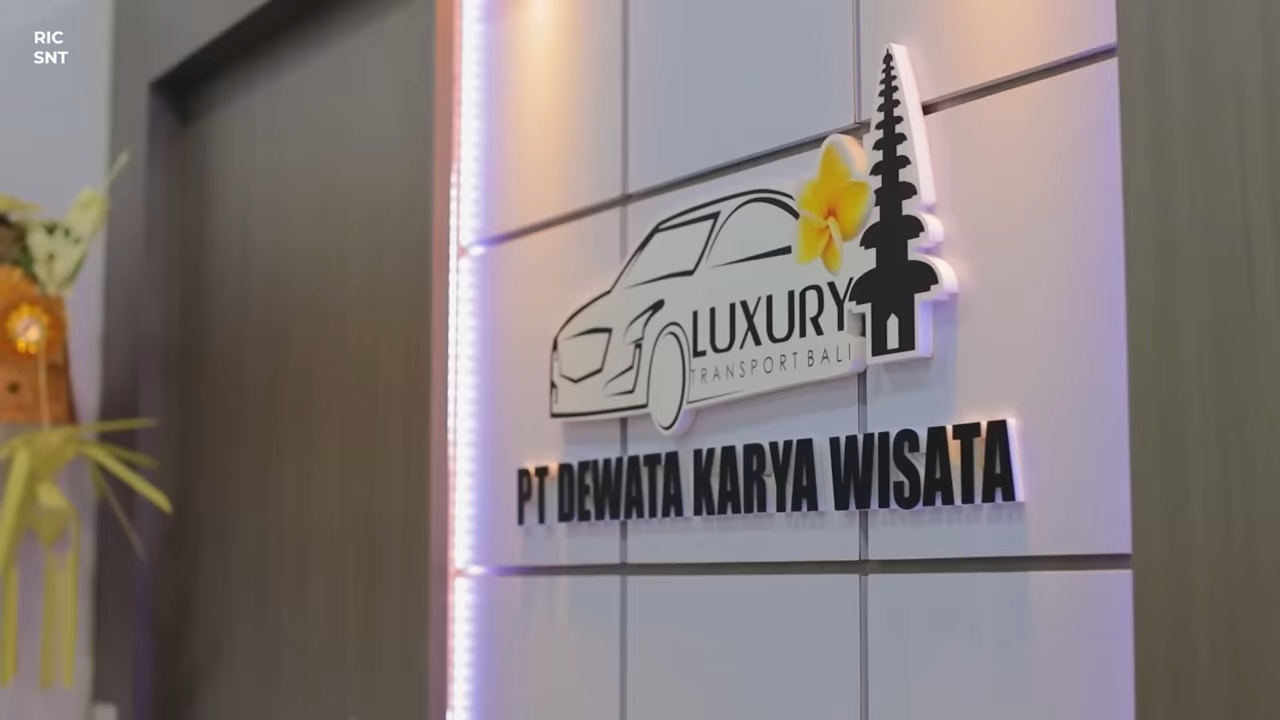 RIC
SNT
LUXURY
TRANSPORT BALI
PT DEWATA KARYA WISATA